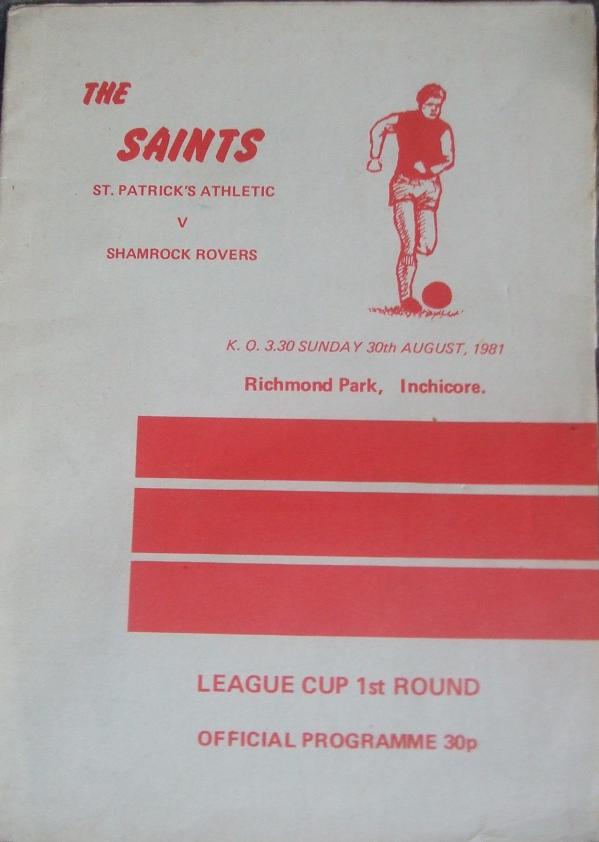 THE
SAINTS
ST. PATRICK'S ATHLETIC
V
SHAMROCK ROVERS
K. O. 3.30 SUNDAY 30th AUGUST, 1981
Richmond Park, Inchicore.
LEAGUE CUP 1st ROUND
OFFICIAL PROGRAMME 30p